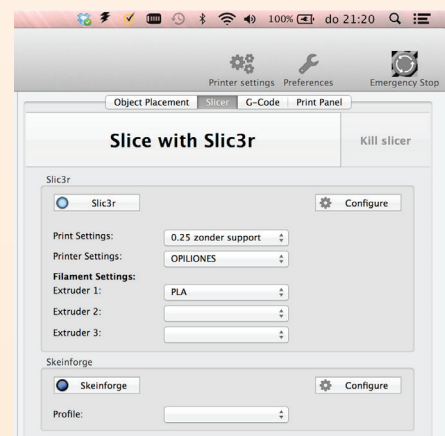 100% do 21:20
Printer settings Preferences Emergency Stop
Object Placement Slicer G-Code Print Panel
Slice with Slic3r Kill slicer
Slic3r
Slic3r Configure
Print Settings: 0.25 zonder support
Printer Settings: OPILIONES
Filament Settings:
Extruder 1: PLA
Extruder 2:
Extruder 3:
Skeinforge
Skeinforge Configure
Profile: